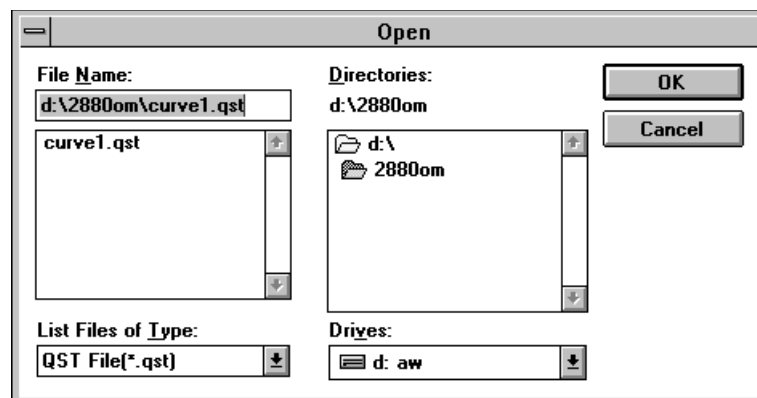 Open
File Name:
d:\2880om\curve1.qst
curve1.qst
List Files of Type:
QST File(*.qst)
Directories:
d:\2880om
d:\
2880om
Drives:
d: aw
OK
Cancel